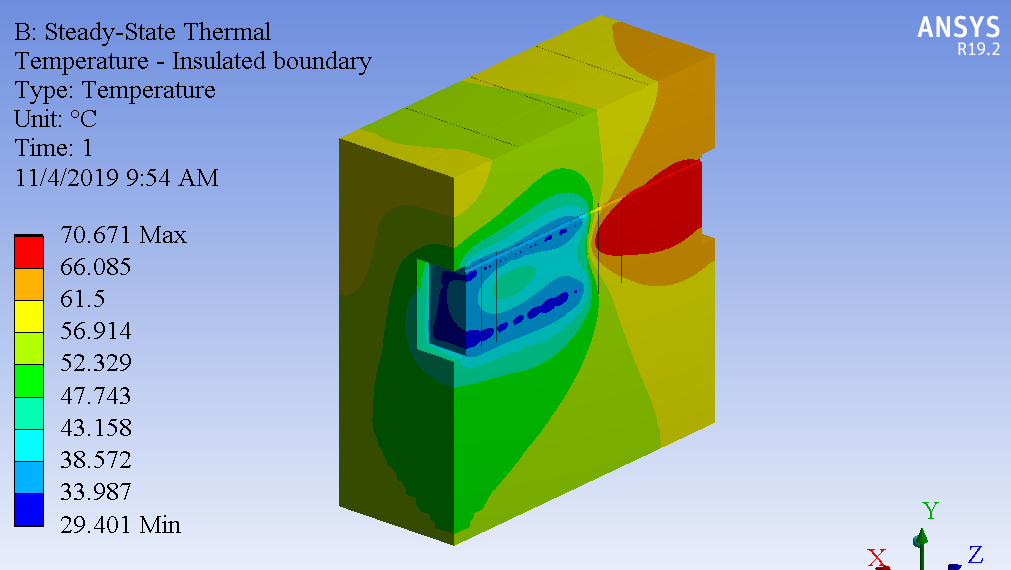 B: Steady-State Thermal
Temperature - Insulated boundary
Type: Temperature
Unit: °C
Time: 1
11/4/2019 9:54 AM
ANSYS
R19.2
70.671 Max
66.085
61.5
56.914
52.329
47.743
43.158
38.572
33.987
29.401 Min
Y
X
Z